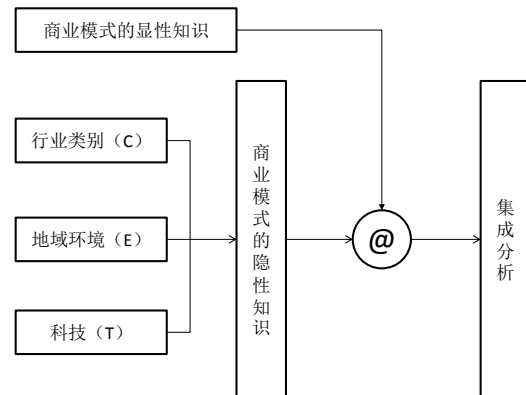 商业模式的显性知识
行业类别（C）
地域环境（E）
科技（T）
商业模式的隐性知识
@
集成分析